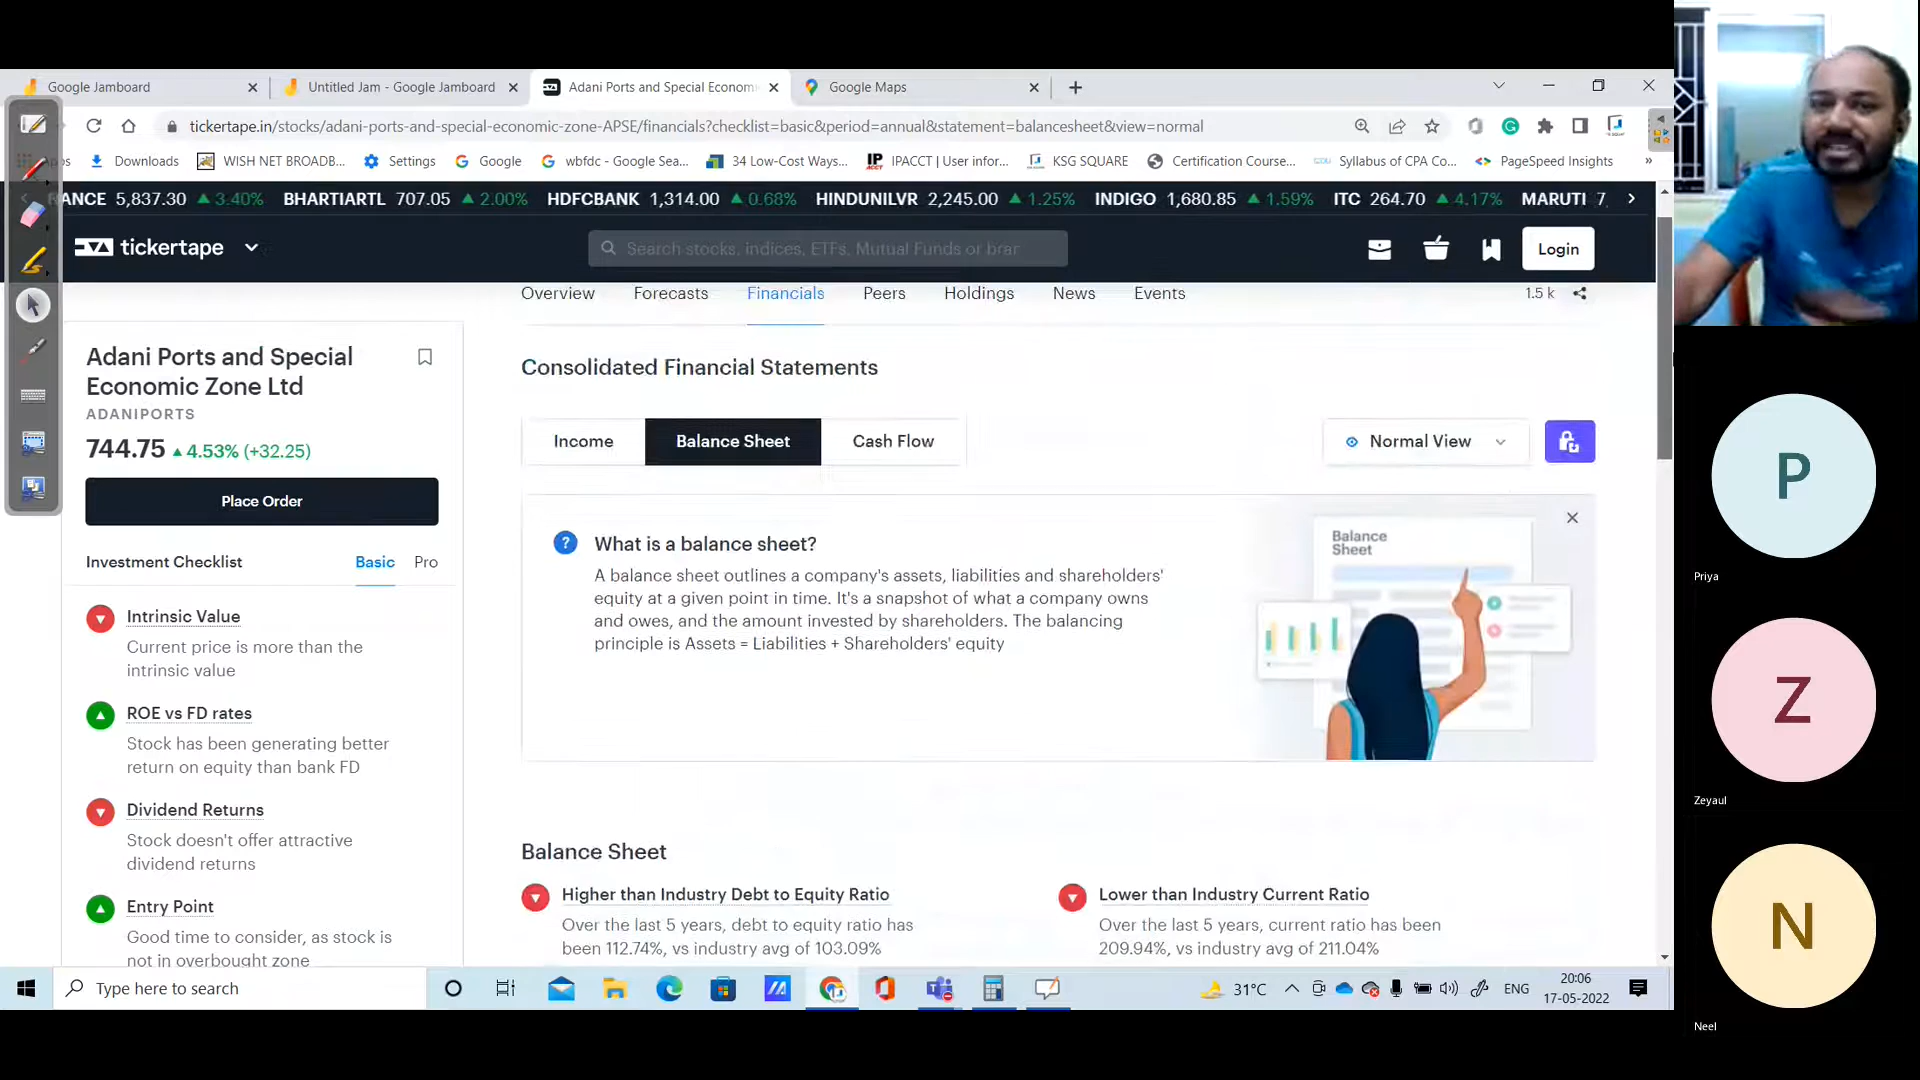 Google Jamboard
Untitled Jam - Google Jamboard
Adani Ports and Special Econom
Google Maps
tickertape.in/stocks/adani-ports-and-special-economic-zone-APSE/financials?checklist=basic&period=annual&statement=balancesheet&view=normal
Downloads
WISH NET BROADB...
Settings
Google
wbfdc - Google Sea...
34 Low-Cost Ways...
IPACCT | User infor...
KSG SQUARE
Certification Course...
Syllabus of CPA Co...
PageSpeed Insights
»
ANCE 5,837.30 ▲ 3.40% BHARTIARTL 707.05 ▲ 2.00% HDFCBANK 1,314.00 ▲ 0.68% HINDUNILVR 2,245.00 ▲ 1.25% INDIGO 1,680.85 ▲ 1.59% ITC 264.70 ▲ 4.17% MARUTI 7
tickertape
Search stocks, indices, ETFs, Mutual Funds or brar
Login
Overview Forecasts Financials Peers Holdings News Events
1.5 k
Adani Ports and Special
Economic Zone Ltd
ADANIPORTS
744.75 ▲ 4.53% (+32.25)
Place Order
Investment Checklist Basic Pro
Intrinsic Value
Current price is more than the
intrinsic value
ROE vs FD rates
Stock has been generating better
return on equity than bank FD
Dividend Returns
Stock doesn't offer attractive
dividend returns
Entry Point
Good time to consider, as stock is
not in overbought zone
Consolidated Financial Statements
Income Balance Sheet Cash Flow
Normal View
? What is a balance sheet?
A balance sheet outlines a company's assets, liabilities and shareholders'
equity at a given point in time. It's a snapshot of what a company owns
and owes, and the amount invested by shareholders. The balancing
principle is Assets = Liabilities + Shareholders' equity
Balance
Sheet
Balance Sheet
Higher than Industry Debt to Equity Ratio
Over the last 5 years, debt to equity ratio has
been 112.74%, vs industry avg of 103.09%
Lower than Industry Current Ratio
Over the last 5 years, current ratio has been
209.94%, vs industry avg of 211.04%
Type here to search
31°C
ENG
20:06
17-05-2022
P
Priya
Z
Zeyaul
N
Neel